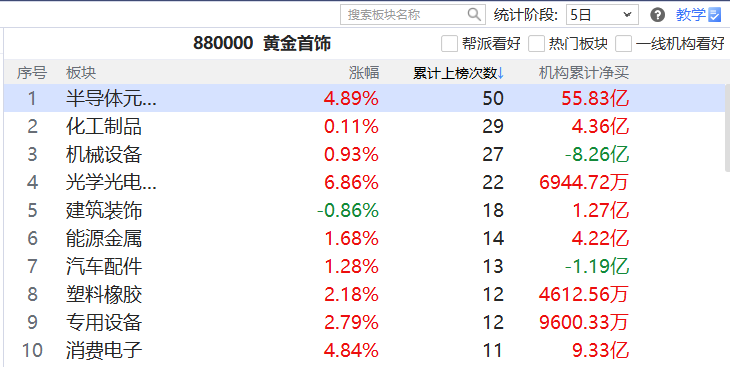 搜索板块名称 统计阶段: 5日 ? 教学
880000 黄金首饰 帮派看好 热门板块 一线机构看好
序号 板块 涨幅 累计上榜次数↓ 机构累计净买
1 半导体元... 4.89% 50 55.83亿
2 化工制品 0.11% 29 4.36亿
3 机械设备 0.93% 27 -8.26亿
4 光学光电... 6.86% 22 6944.72万
5 建筑装饰 -0.86% 18 1.27亿
6 能源金属 1.68% 14 4.22亿
7 汽车配件 1.28% 13 -1.19亿
8 塑料橡胶 2.18% 12 4612.56万
9 专用设备 2.79% 12 9600.33万
10 消费电子 4.84% 11 9.33亿